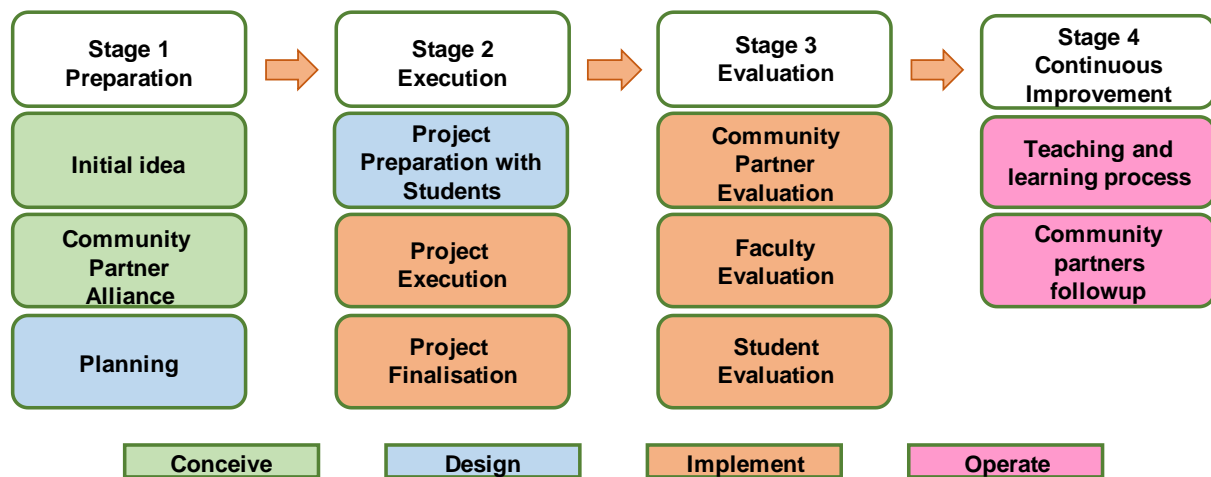 Stage 1
Preparation
Stage 2
Execution
Stage 3
Evaluation
Stage 4
Continuous
Improvement
Initial idea
Project
Preparation with
Students
Community
Partner
Evaluation
Teaching and
learning process
Community
Partner
Alliance
Project
Execution
Faculty
Evaluation
Community
partners
followup
Planning
Project
Finalisation
Student
Evaluation
Conceive
Design
Implement
Operate